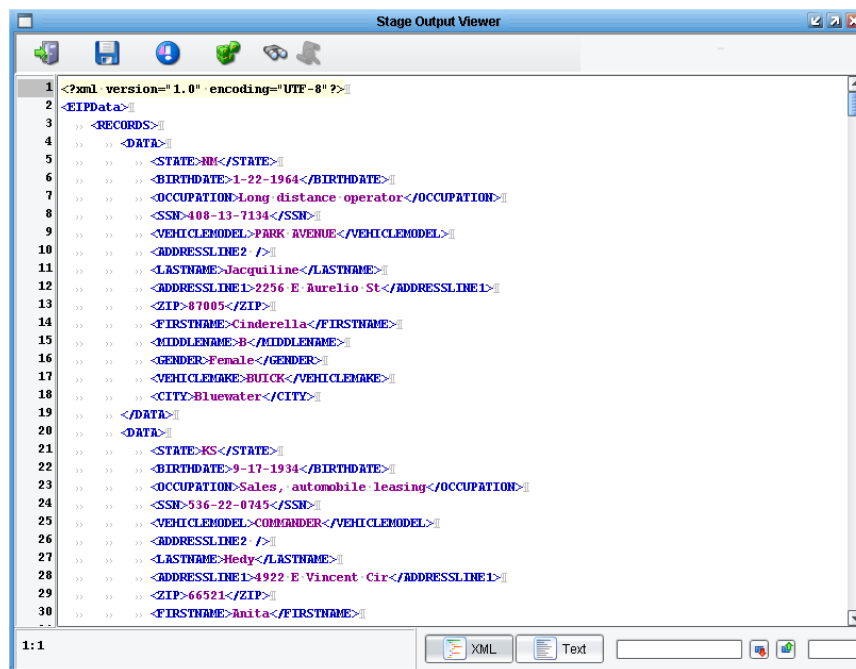 Stage Output Viewer
1 <?xml version="1.0" encoding="UTF-8"?>
2 <EIPData>
3 <RECORDS>
4 <DATA>
5 <STATE>NM</STATE>
6 <BIRTHDATE>1-22-1964</BIRTHDATE>
7 <OCCUPATION>Long distance operator</OCCUPATION>
8 <SSN>408-13-7134</SSN>
9 <VEHICLEMODEL>PARK AVENUE</VEHICLEMODEL>
10 <ADDRESSLINE2 />
11 <LASTNAME>Jacquiline</LASTNAME>
12 <ADDRESSLINE1>2256 E Aurelio St</ADDRESSLINE1>
13 <ZIP>87005</ZIP>
14 <FIRSTNAME>Cinderella</FIRSTNAME>
15 <MIDDLENAME>B</MIDDLENAME>
16 <GENDER>Female</GENDER>
17 <VEHICLEMAKE>BUICK</VEHICLEMAKE>
18 <CITY>Bluewater</CITY>
19 </DATA>
20 <DATA>
21 <STATE>KS</STATE>
22 <BIRTHDATE>9-17-1934</BIRTHDATE>
23 <OCCUPATION>Sales, automobile leasing</OCCUPATION>
24 <SSN>536-22-0745</SSN>
25 <VEHICLEMODEL>COMMANDER</VEHICLEMODEL>
26 <ADDRESSLINE2 />
27 <LASTNAME>Hedy</LASTNAME>
28 <ADDRESSLINE1>4922 E Vincent Cir</ADDRESSLINE1>
29 <ZIP>66521</ZIP>
30 <FIRSTNAME>Anita</FIRSTNAME>
1:1 XML Text